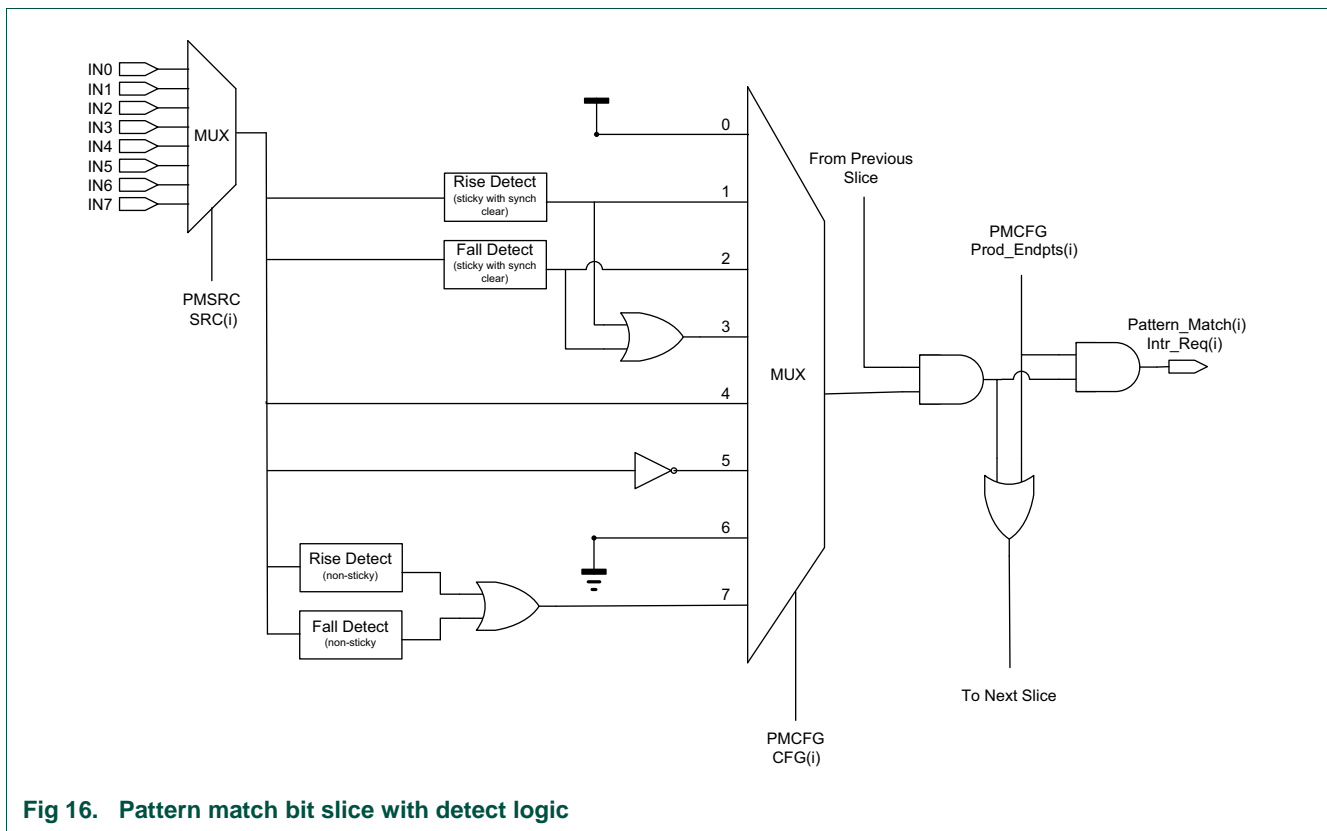 IN0
IN1
IN2
IN3
IN4
IN5
IN6
IN7
MUX
PMSRC
SRC(i)
Rise Detect
(sticky with synch
clear)
Fall Detect
(sticky with synch
clear)
Rise Detect
(non-sticky)
Fall Detect
(non-sticky
0
1
2
3
4
5
6
7
MUX
PMCFG
CFG(i)
From Previous
Slice
PMCFG
Prod_Endpts(i)
Pattern_Match(i)
Intr_Req(i)
To Next Slice
Fig 16. Pattern match bit slice with detect logic